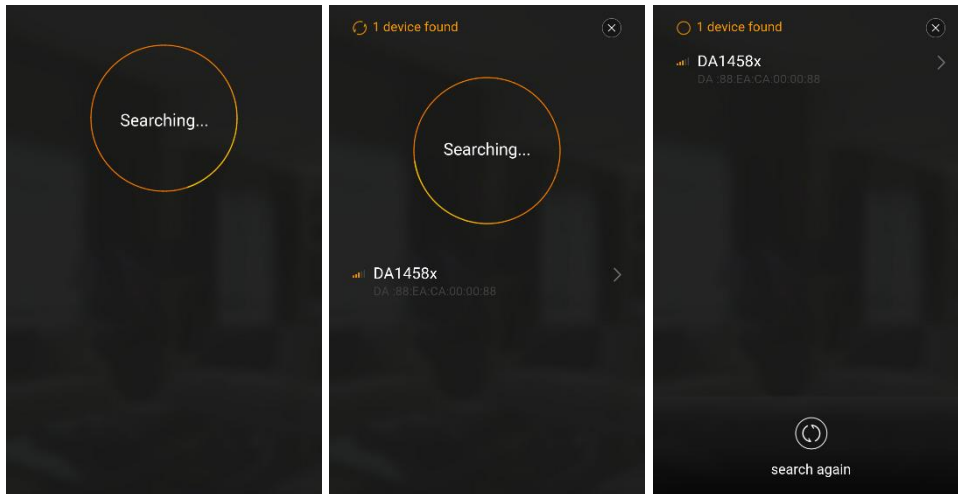 Searching...
1 device found
Searching...
DA1458x
DA :88:EA:CA:00:00:88
1 device found
DA1458x
DA :88:EA:CA:00:00:88
search again